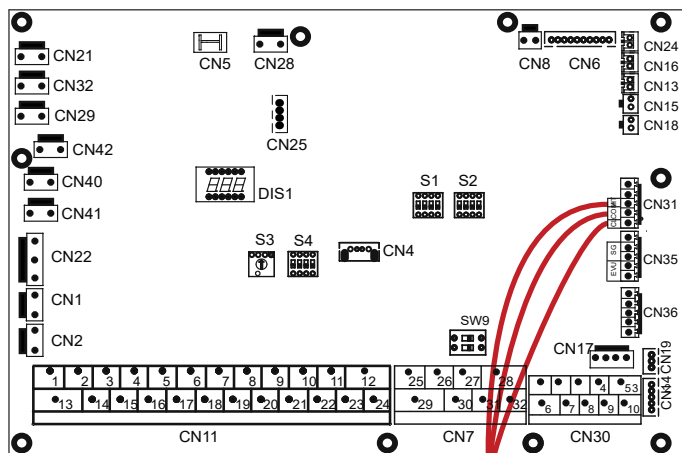 CN21
CN5
CN28
CN8
CN6
CN24
CN16
CN13
CN15
CN18
CN32
CN29
CN42
CN25
CN40
CN41
DIS1
S1
S2
CN31
CN22
S3
S4
CN4
SG
EVU
CN35
CN1
CN2
SW9
CN36
CN17
CN19
1 2 3 4 5 6 7 8 9 10 11 12
13 14 15 16 17 18 19 20 21 22 23 24
25 26 27 28
29 30 31 32
4 53
6 7 8 9 10
CN11
CN7
CN30